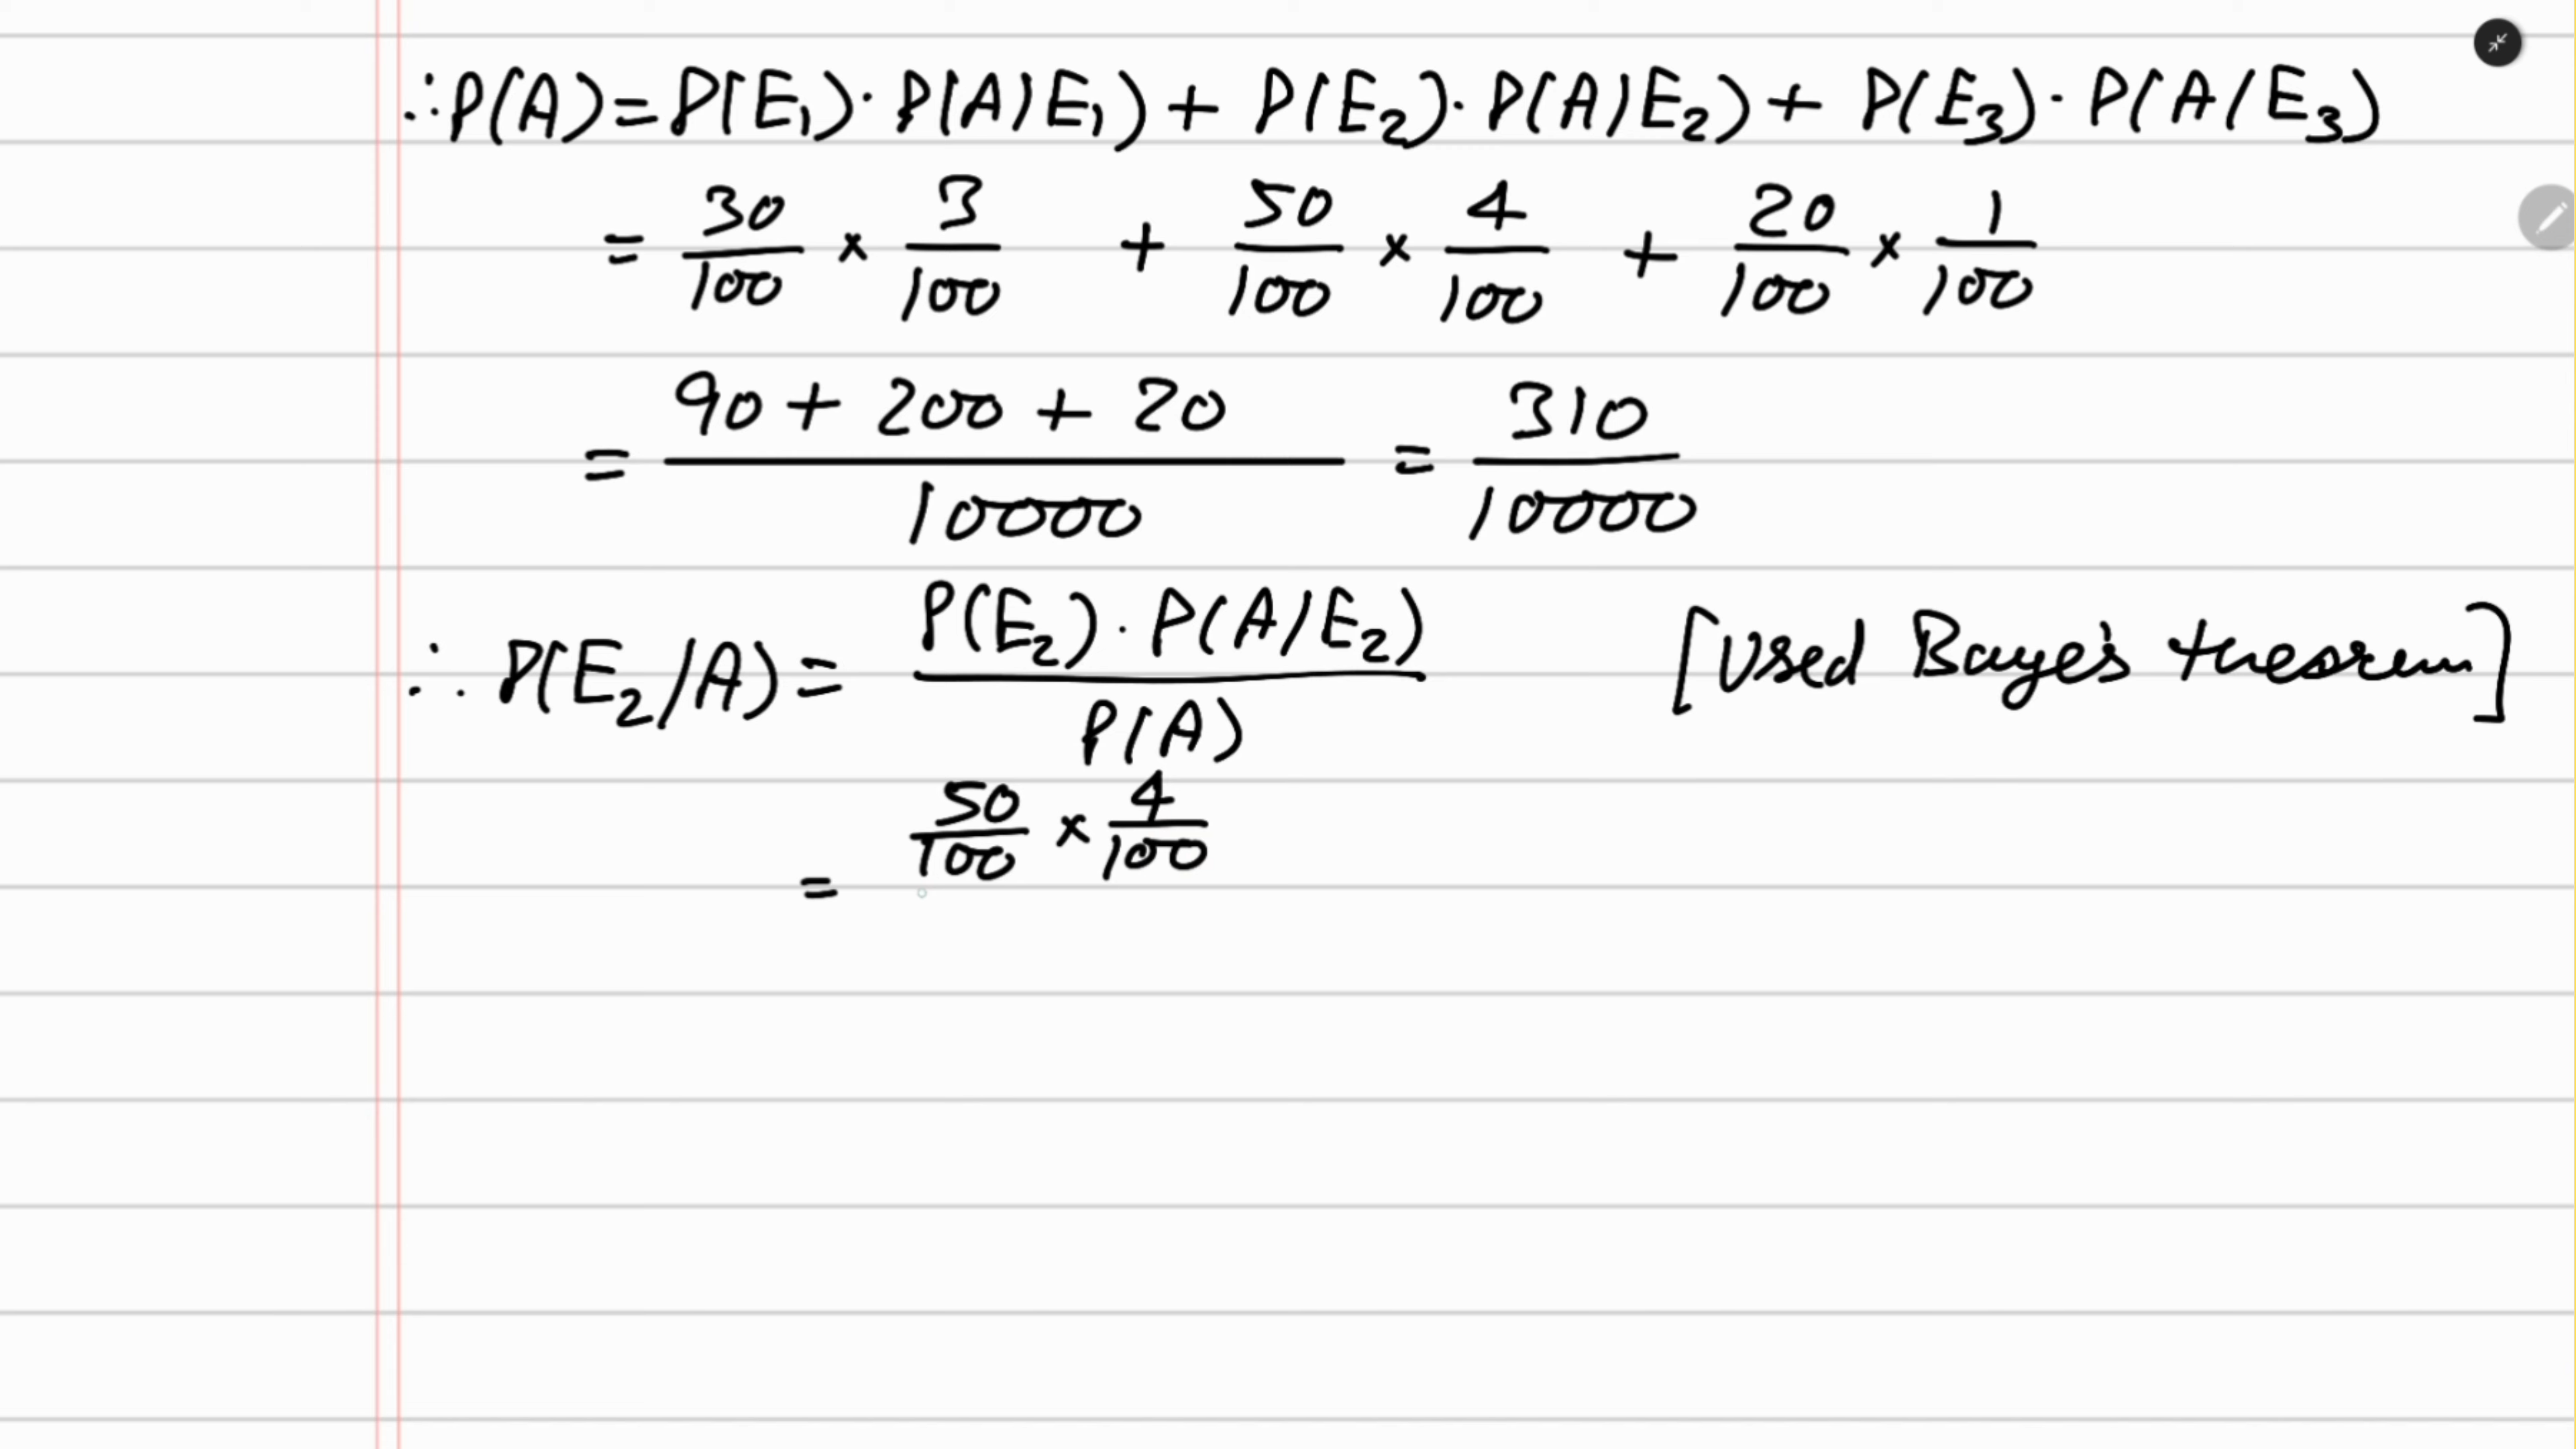 ∴ P(A) = P(E₁) · P(A/E₁) + P(E₂) · P(A/E₂) + P(E₃) · P(A/E₃)
= 30/100 × 3/100 + 50/100 × 4/100 + 20/100 × 1/100
= (90 + 200 + 20)/10000 = 310/10000
∴ P(E₂/A) = (P(E₂) · P(A/E₂))/P(A) [Used Baye's theorem]
= 50/100 × 4/100